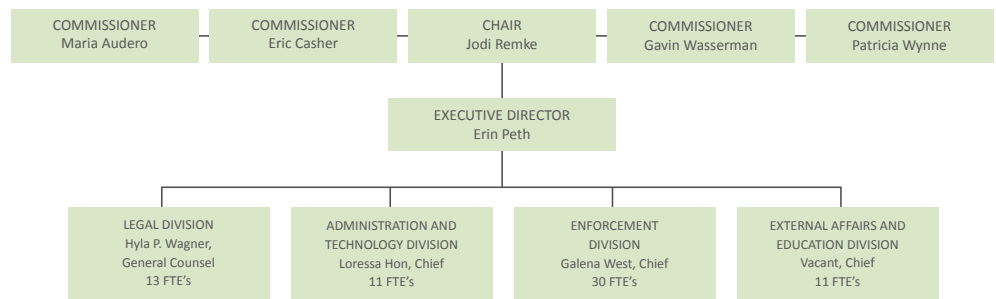 COMMISSIONER
Maria Audero
COMMISSIONER
Eric Casher
CHAIR
Jodi Remke
COMMISSIONER
Gavin Wasserman
COMMISSIONER
Patricia Wynne
EXECUTIVE DIRECTOR
Erin Peth
LEGAL DIVISION
Hyla P. Wagner,
General Counsel
13 FTE’s
ADMINISTRATION AND
TECHNOLOGY DIVISION
Loressa Hon, Chief
11 FTE’s
ENFORCEMENT
DIVISION
Galena West, Chief
30 FTE’s
EXTERNAL AFFAIRS AND
EDUCATION DIVISION
Vacant, Chief
11 FTE’s